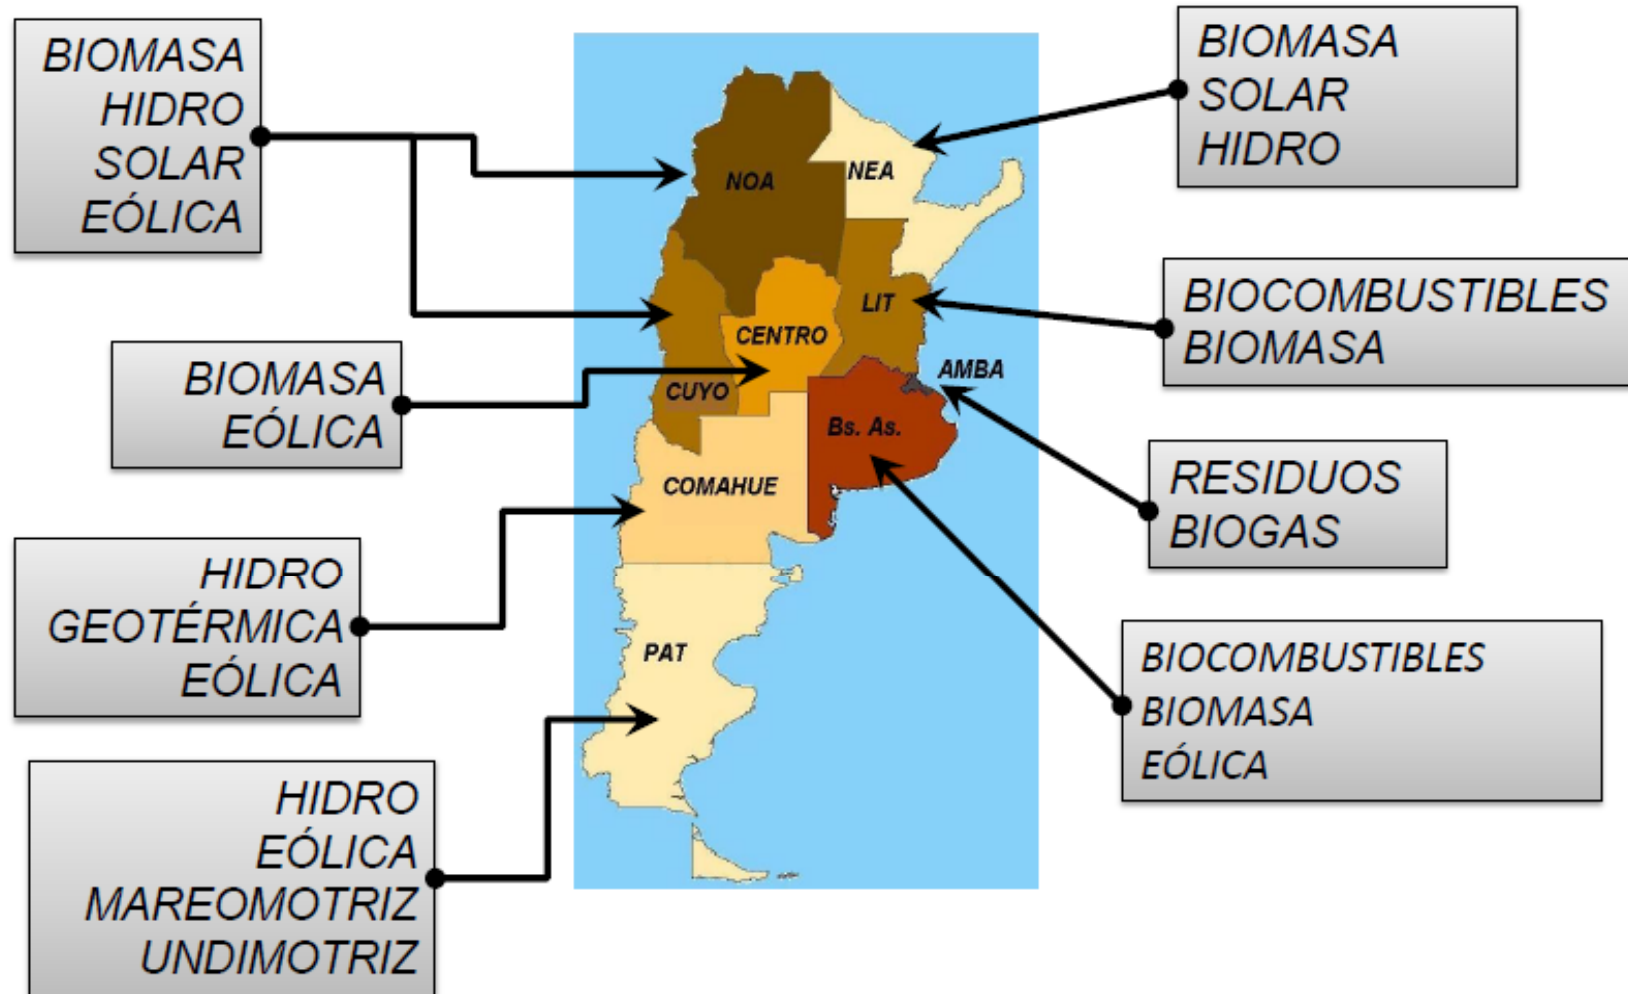 BIOMASA
HIDRO
SOLAR
EÓLICA
BIOMASA
EÓLICA
HIDRO
GEOTÉRMICA
EÓLICA
HIDRO
EÓLICA
MAREOMOTRIZ
UNDIMOTRIZ
NOA
NEA
LIT
CENTRO
AMBA
CUYO
Bs. As.
COMAHUE
PAT
BIOMASA
SOLAR
HIDRO
BIOCOMBUSTIBLES
BIOMASA
RESIDUOS
BIOGAS
BIOCOMBUSTIBLES
BIOMASA
EÓLICA